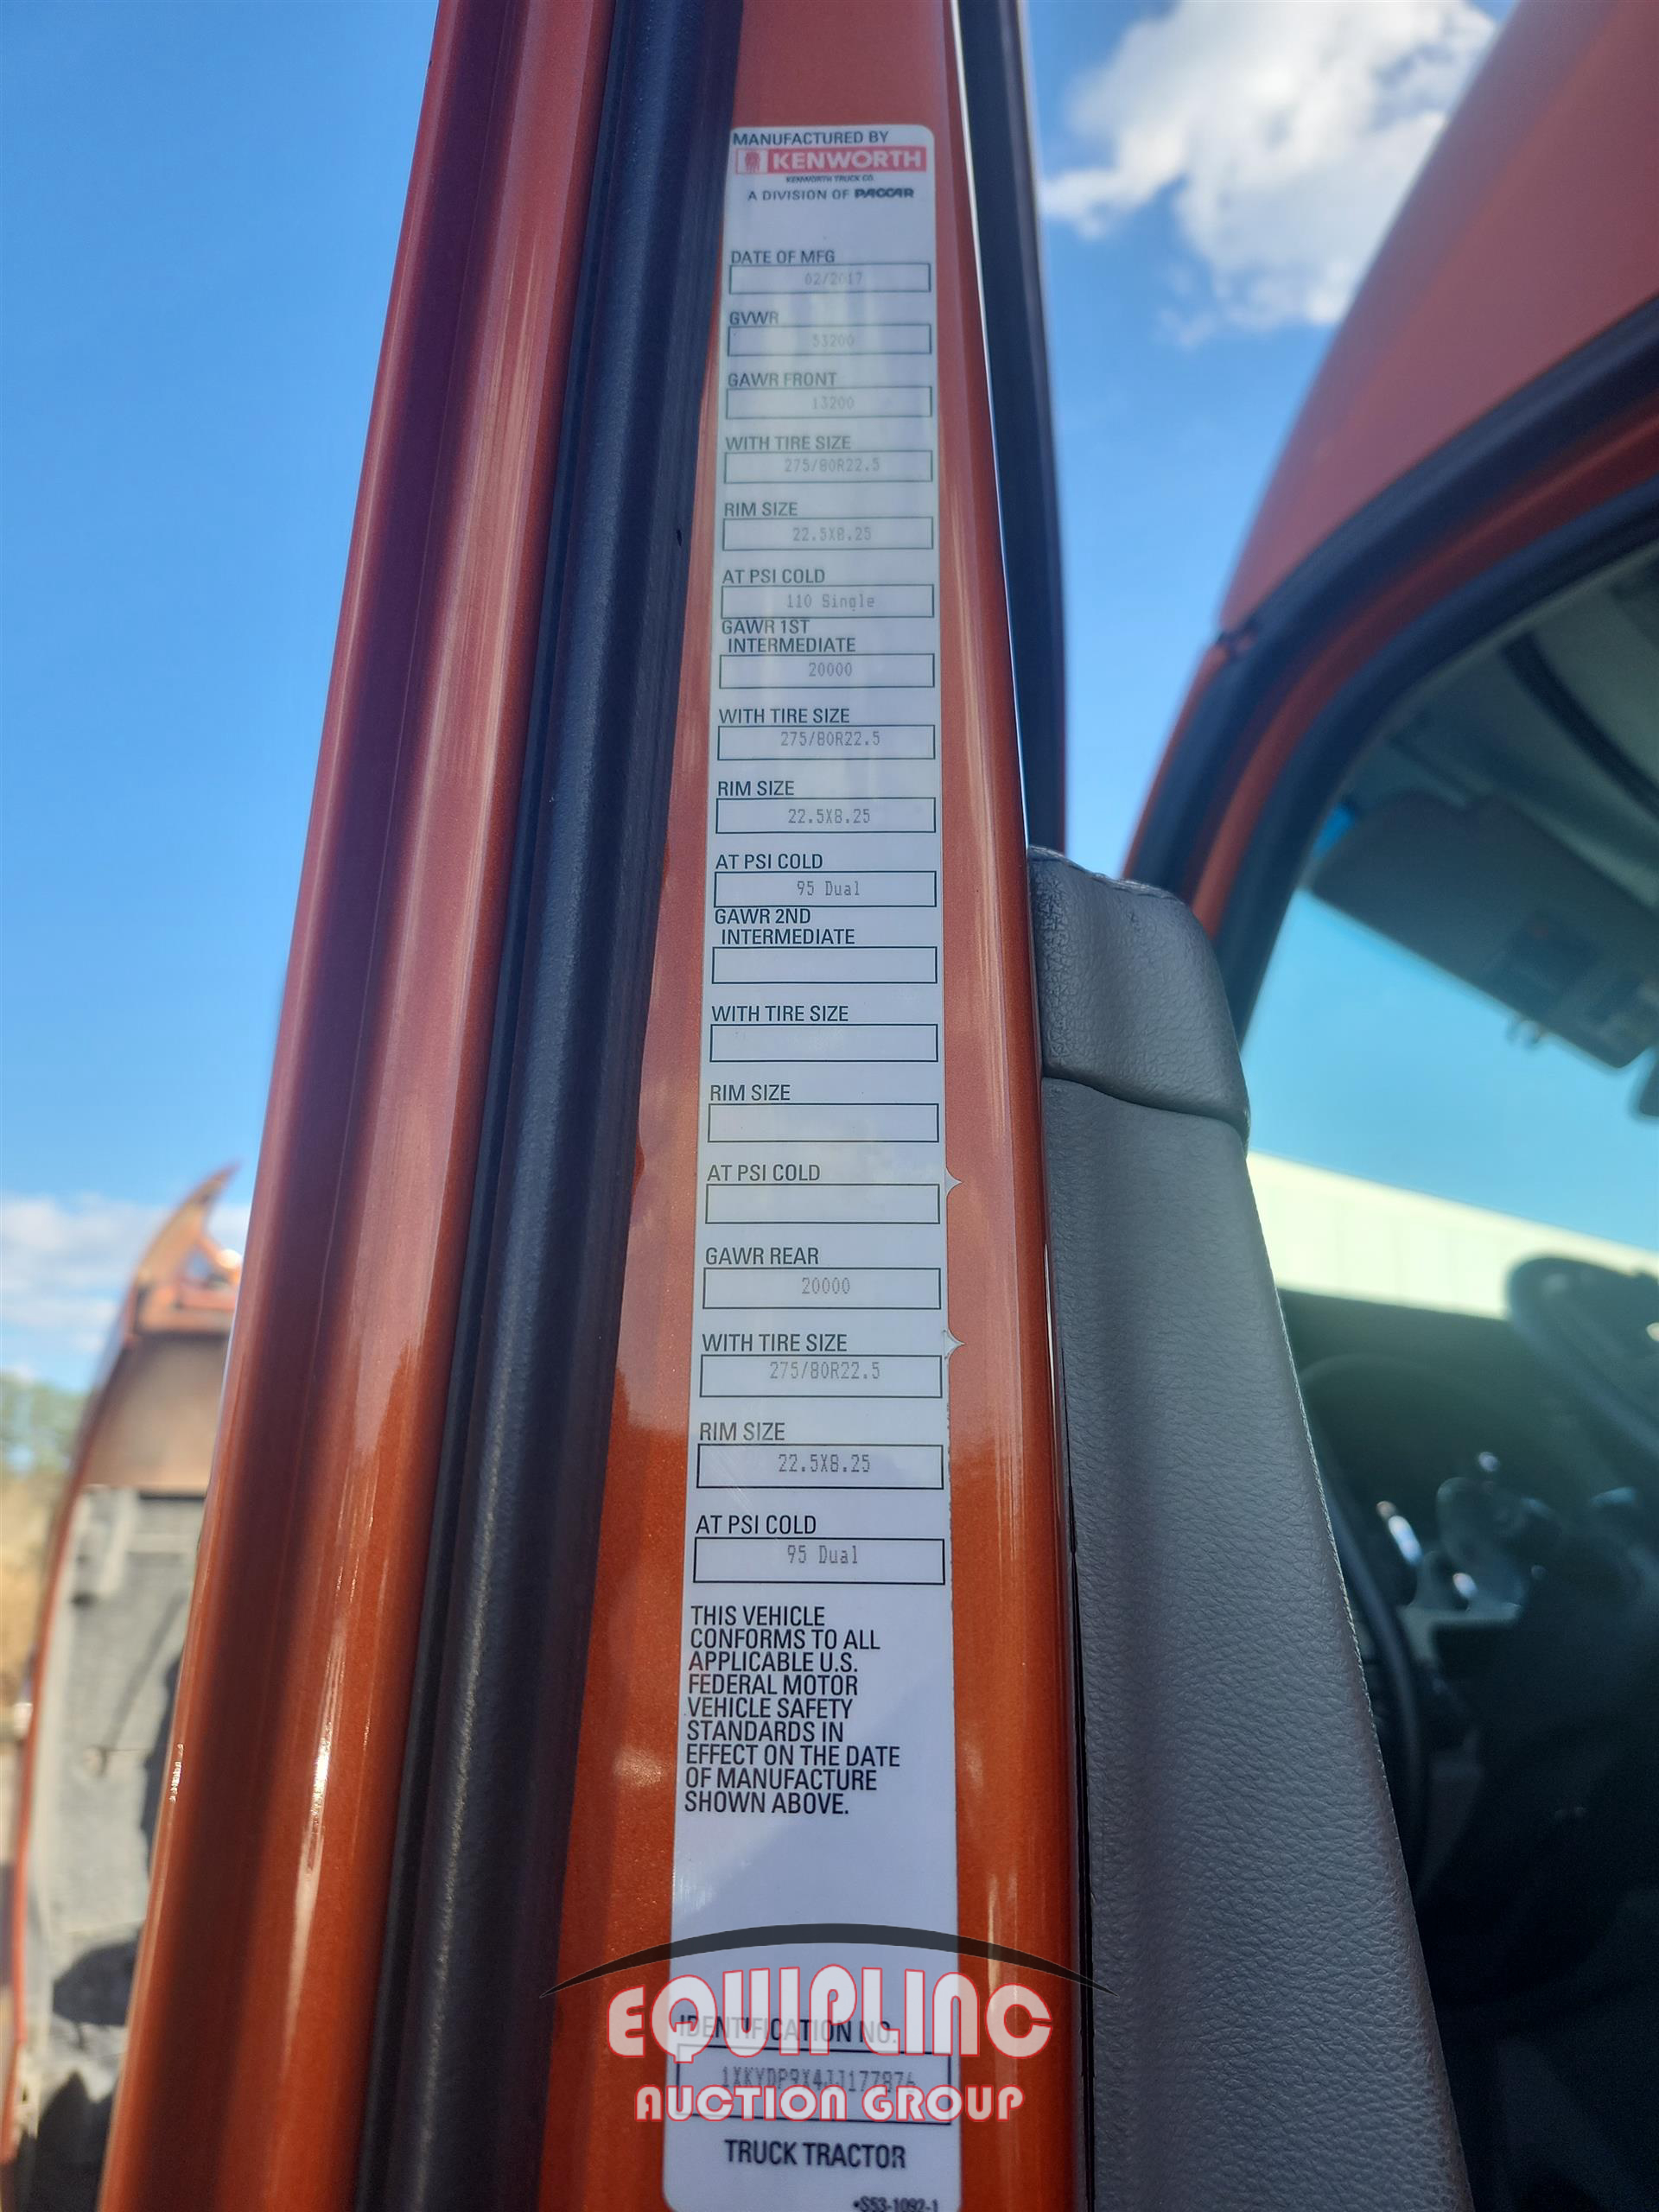 MANUFACTURED BY
KENWORTH
KENWORTH TRUCK CO.
A DIVISION OF PACCAR
DATE OF MFG
02/2017
GVWR
53200
GAWR FRONT
13200
WITH TIRE SIZE
275/80R22.5
RIM SIZE
22.5X8.25
AT PSI COLD
110 Single
GAWR 1ST
INTERMEDIATE
20000
WITH TIRE SIZE
275/80R22.5
RIM SIZE
22.5X8.25
AT PSI COLD
95 Dual
GAWR 2ND
INTERMEDIATE
WITH TIRE SIZE
RIM SIZE
AT PSI COLD
GAWR REAR
20000
WITH TIRE SIZE
275/80R22.5
RIM SIZE
22.5X8.25
AT PSI COLD
95 Dual
THIS VEHICLE
CONFORMS TO ALL
APPLICABLE U.S.
FEDERAL MOTOR
VEHICLE SAFETY
STANDARDS IN
EFFECT ON THE DATE
OF MANUFACTURE
SHOWN ABOVE.
EQUIPLINC
IDENTIFICATION NO.
1XKYDP9X4JJ177876
AUCTION GROUP
TRUCK TRACTOR
•S53-1092-1